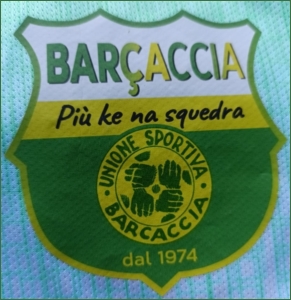 BARÇACCIA
Più ke na squedra
UNIONE SPORTIVA
BARCACCIA
dal 1974